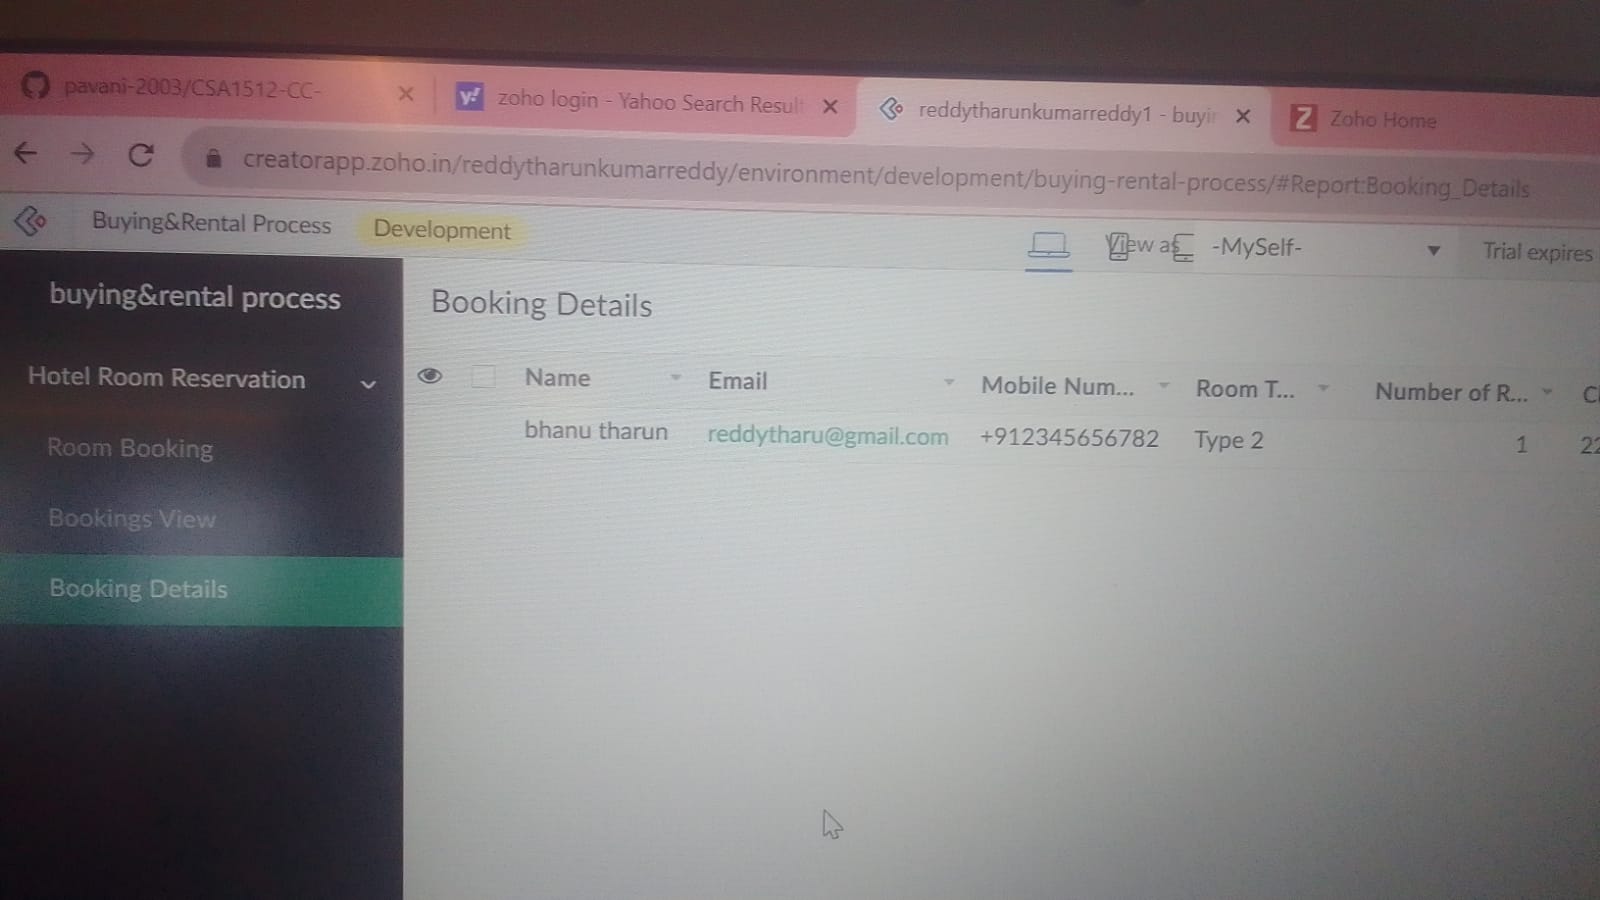 pavani-2003/CSA1512-CC-
zoho login - Yahoo Search Result
reddytharunkumarreddy1 - buyin
Zoho Home
creatorapp.zoho.in/reddytharunkumarreddy/environment/development/buying-rental-process/#Report:Booking_Details
Buying&Rental Process
Development
View as
-MySelf-
Trial expires
buying&rental process
Hotel Room Reservation
Room Booking
Bookings View
Booking Details
Booking Details
Name Email Mobile Num... Room T... Number of R...
bhanu tharun reddytharu@gmail.com +912345656782 Type 2 1 22